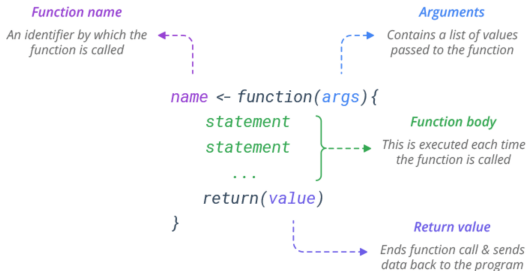 Function name
An identifier by which the
function is called
Arguments
Contains a list of values
passed to the function
name <- function(args){
statement
statement
...
return(value)
}
Function body
This is executed each time
the function is called
Return value
Ends function call & sends
data back to the program